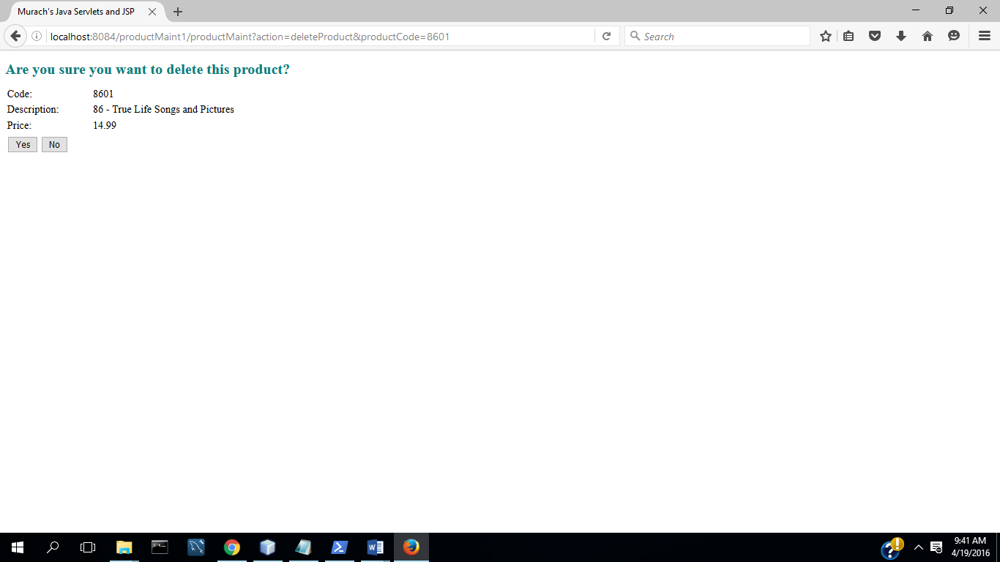 Murach's Java Servlets and JSP
localhost:8084/productMaint1/productMaint?action=deleteProduct&productCode=8601
Search
Are you sure you want to delete this product?
Code: 8601
Description: 86 - True Life Songs and Pictures
Price: 14.99
Yes No
9:41 AM
4/19/2016